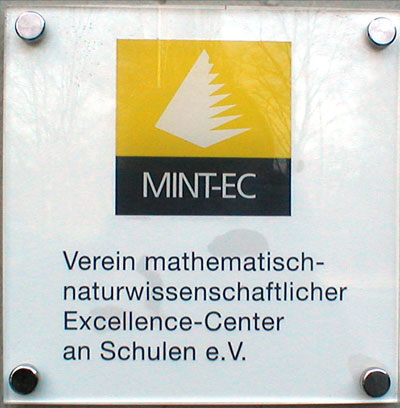 MINT-EC
Verein mathematisch-
naturwissenschaftlicher
Excellence-Center
an Schulen e.V.